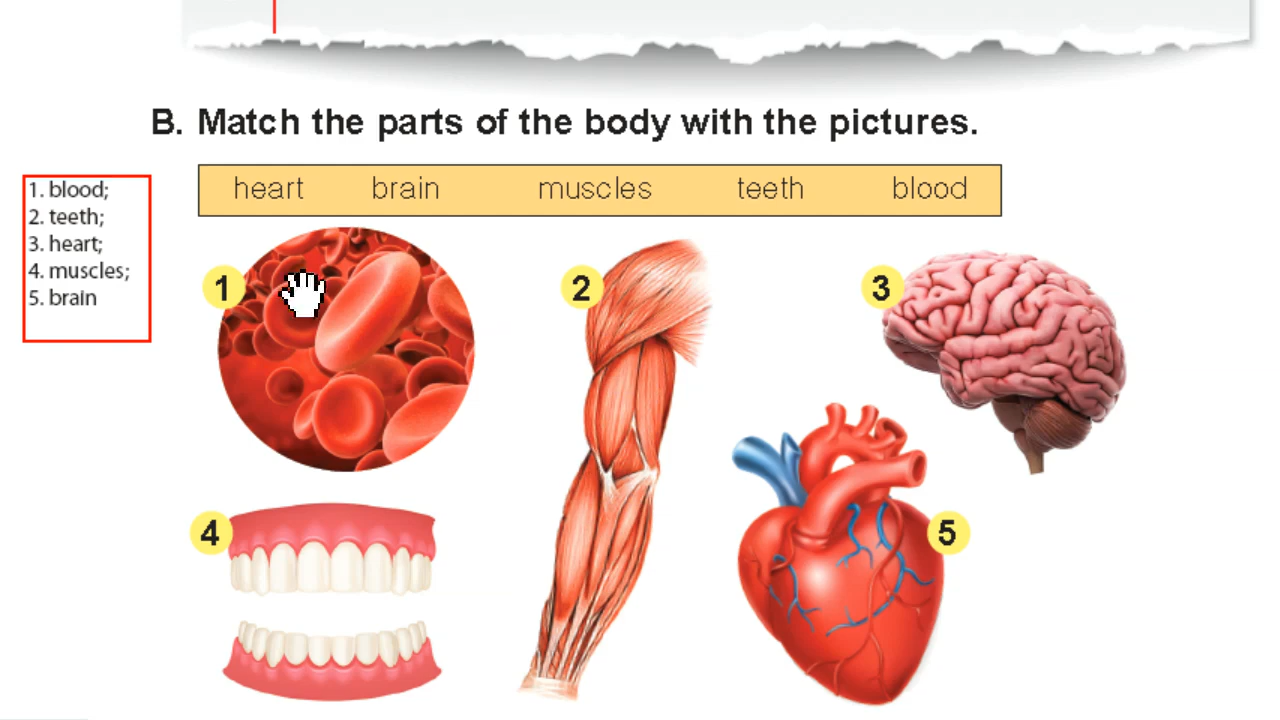 B. Match the parts of the body with the pictures.
heart brain muscles teeth blood
1. blood;
2. teeth;
3. heart;
4. muscles;
5. brain
1
2
3
4
5